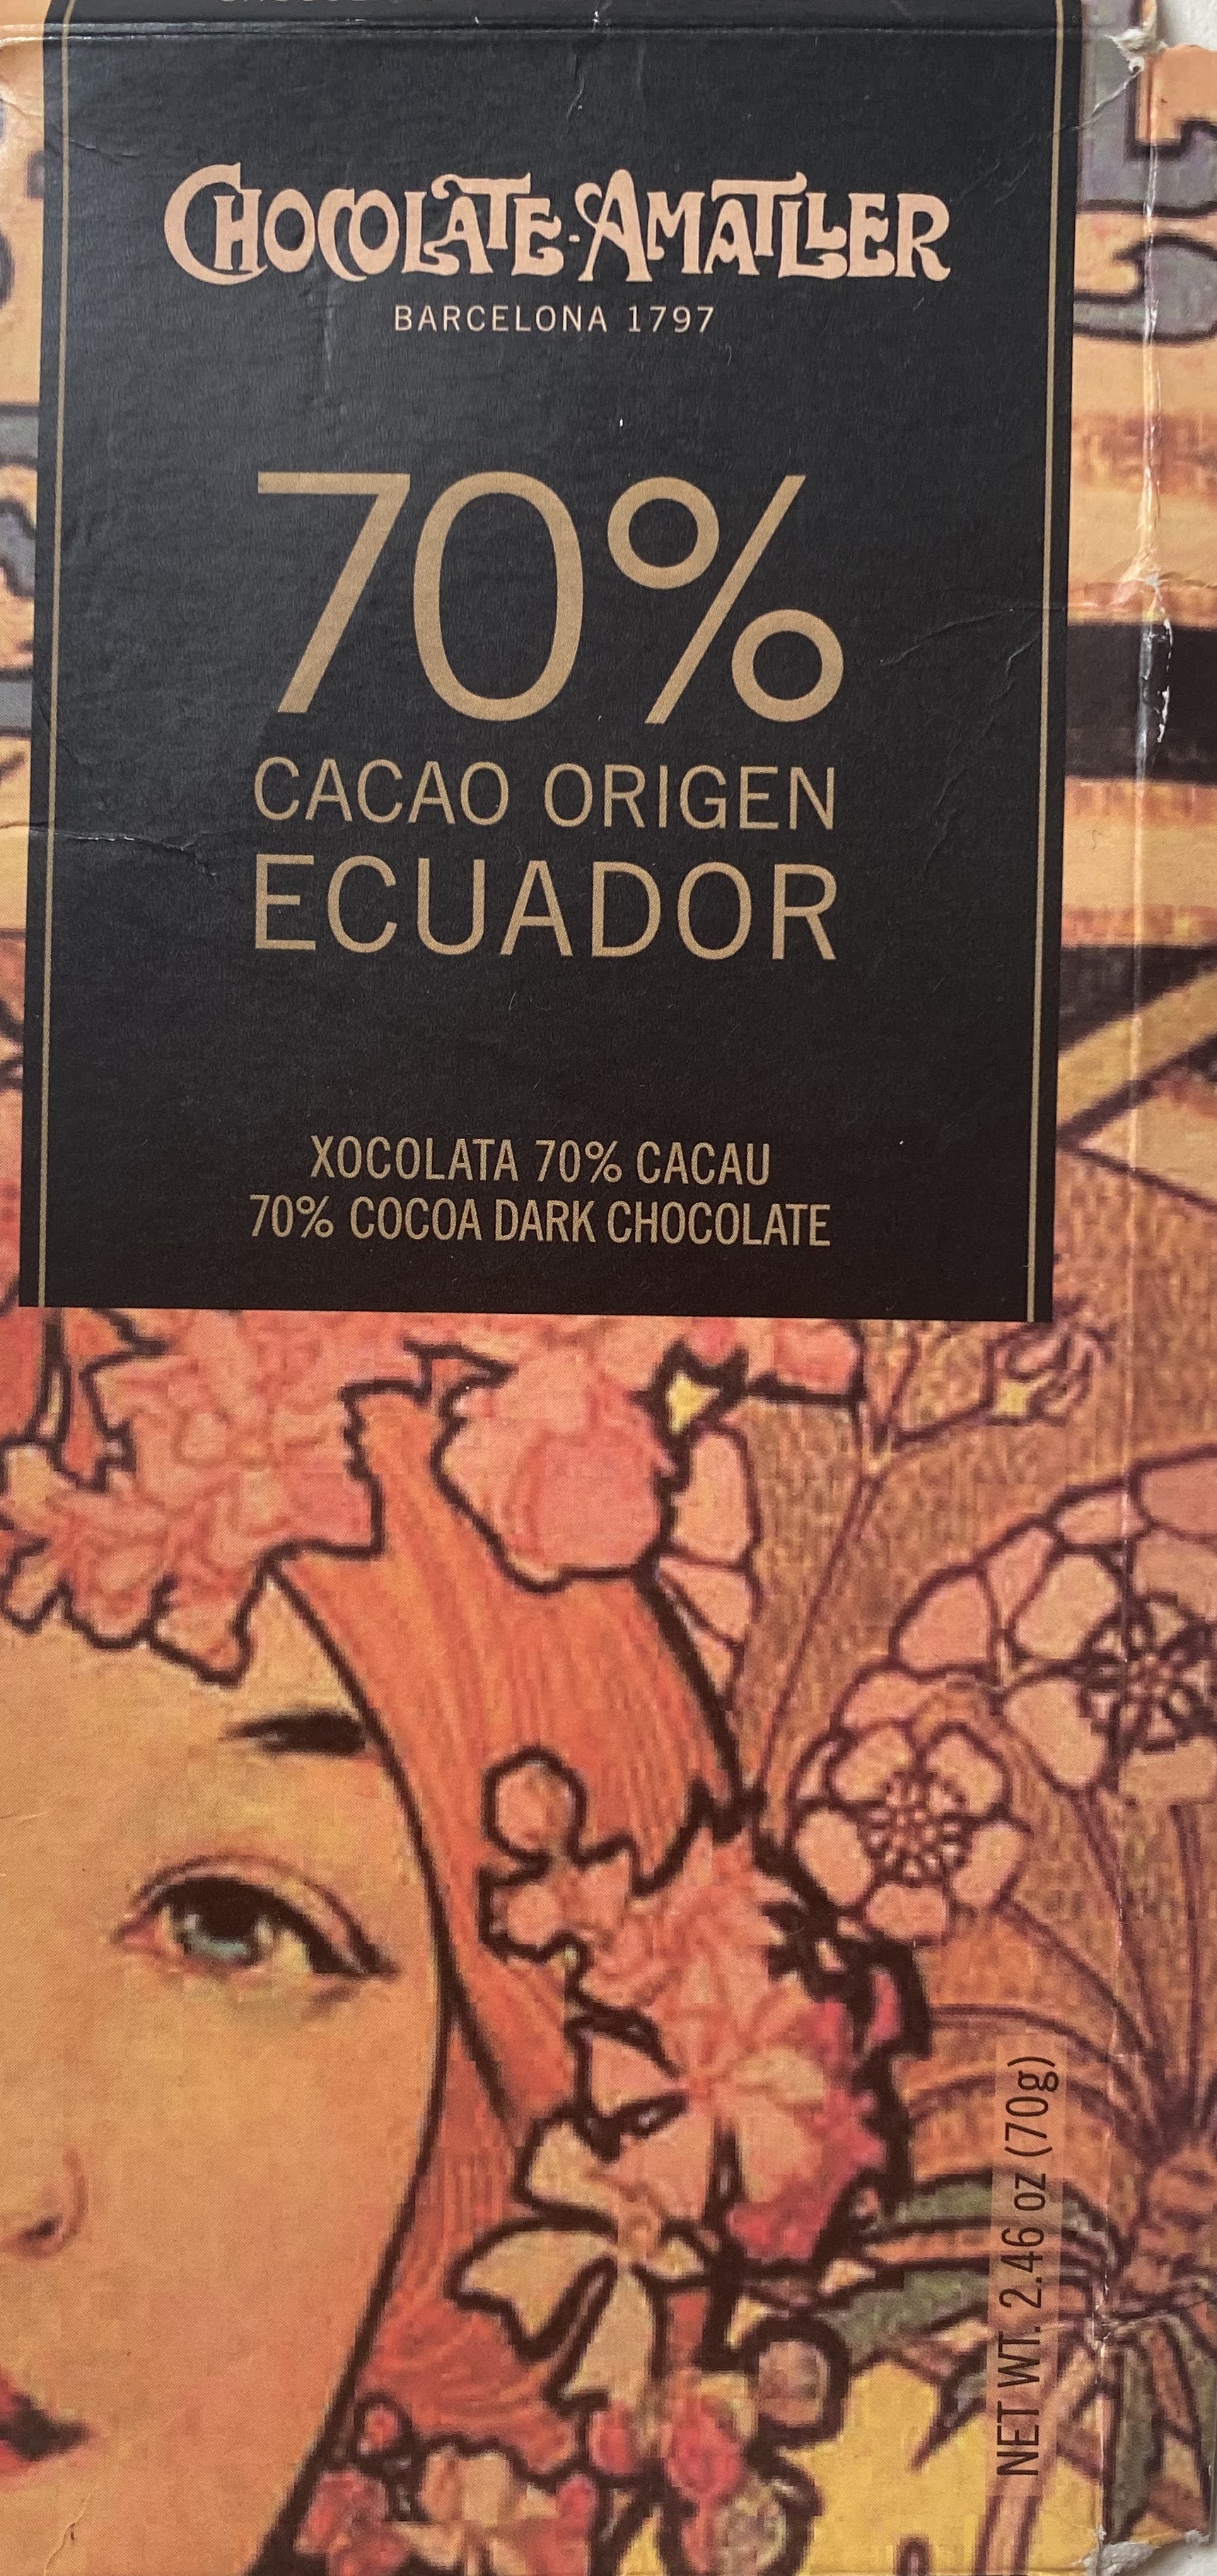 CHOCOLATE-AMATLLER
BARCELONA 1797
70%
CACAO ORIGEN
ECUADOR
XOCOLATA 70% CACAU
70% COCOA DARK CHOCOLATE
NET WT. 2.46 oz (70g)